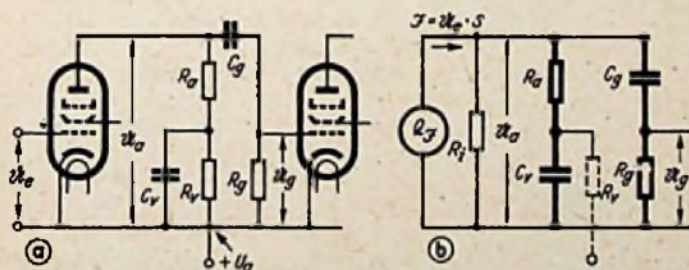 𝔘e
𝔘a
Ra
Cg
Cv
Rv
Rg
𝔘g
+ Ua
a
𝔍 = 𝔘e · S
Q𝔍
Ri
𝔘a
Ra
Cv
Rv
Cg
Rg
𝔘g
b